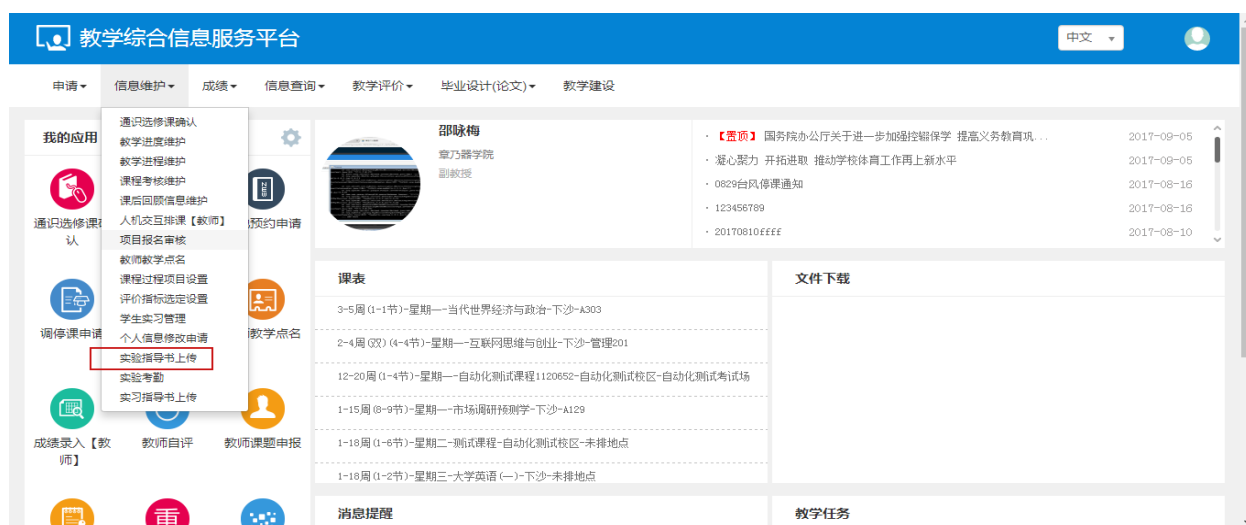 教学综合信息服务平台
中文
申请 信息维护 成绩 信息查询 教学评价 毕业设计(论文) 教学建设
我的应用
通识选修课确认
教学进度维护
教学进程维护
课程考核维护
课后回顾信息维护
人机交互排课【教师】
项目报名审核
教师教学点名
课程过程项目设置
评价指标选定设置
学生实习管理
个人信息修改申请
实验指导书上传
实验考勤
实习指导书上传
通识选修课
认
预约申请
调停课申请
教学点名
成绩录入【教
师】
教师自评
教师课题申报
重
邵咏梅
章乃器学院
副教授
· 【置顶】 国务院办公厅关于进一步加强控辍保学 提高义务教育巩... 2017-09-05
· 凝心聚力 开拓进取 推动学校体育工作再上新水平 2017-09-05
· 0829台风停课通知 2017-08-16
· 123456789 2017-08-16
· 20170810ffff 2017-08-10
课表
3-5周(1-1节)-星期一-当代世界经济与政治-下沙-A303
2-4周(双)(4-4节)-星期一-互联网思维与创业-下沙-管理201
12-20周(1-4节)-星期一-自动化测试课程1120652-自动化测试校区-自动化测试考试场
1-15周(8-9节)-星期一-市场调研预测学-下沙-A129
1-18周(1-6节)-星期二-测试课程-自动化测试校区-未排地点
1-18周(1-2节)-星期三-大学英语(一)-下沙-未排地点
文件下载
消息提醒
教学任务